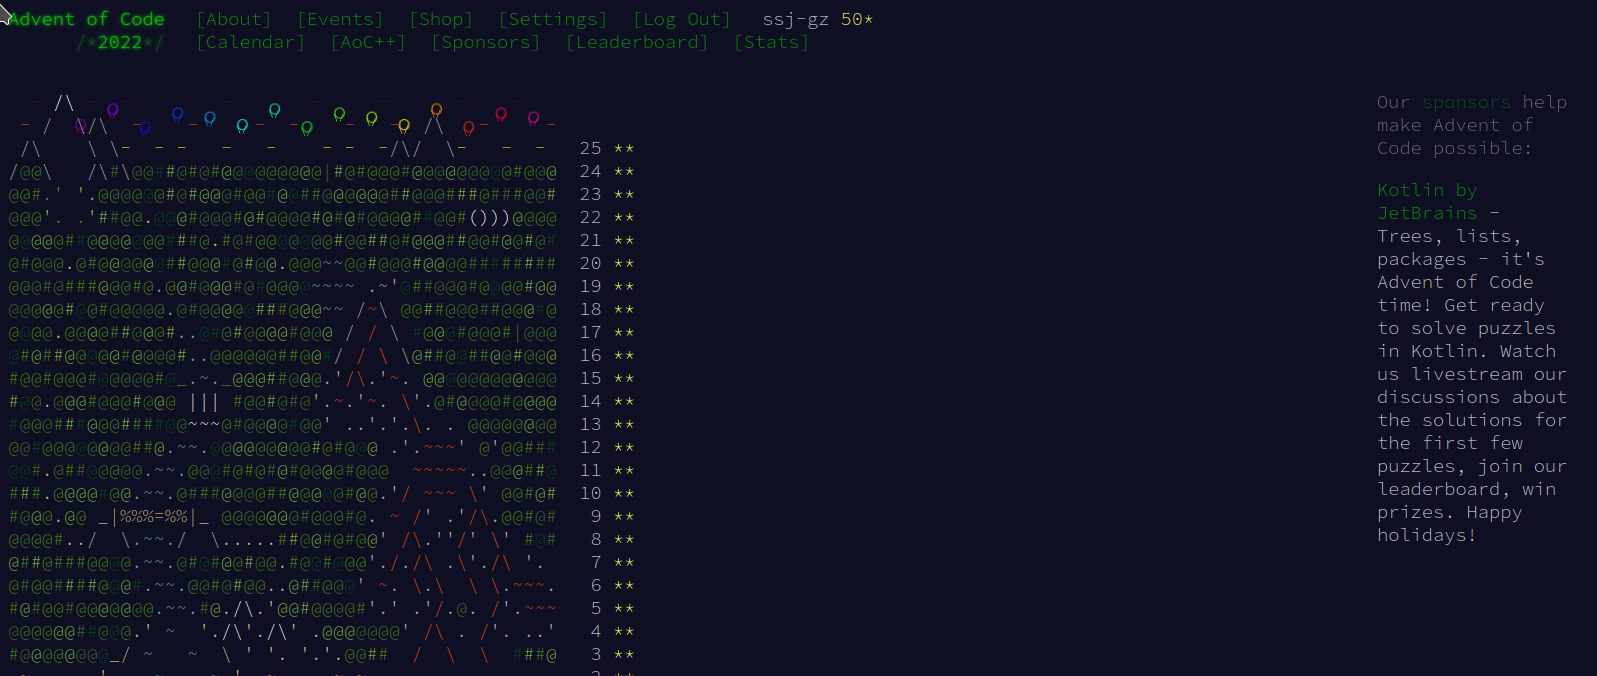 Advent of Code [About] [Events] [Shop] [Settings] [Log Out] ssj-gz 50*
/*2022*/ [Calendar] [AoC++] [Sponsors] [Leaderboard] [Stats]
25 **
24 **
23 **
22 **
21 **
20 **
19 **
18 **
17 **
16 **
15 **
14 **
13 **
12 **
11 **
10 **
9 **
8 **
7 **
6 **
5 **
4 **
3 **
Our sponsors help
make Advent of
Code possible:
Kotlin by
JetBrains -
Trees, lists,
packages - it's
Advent of Code
time! Get ready
to solve puzzles
in Kotlin. Watch
us livestream our
discussions about
the solutions for
the first few
puzzles, join our
leaderboard, win
prizes. Happy
holidays!